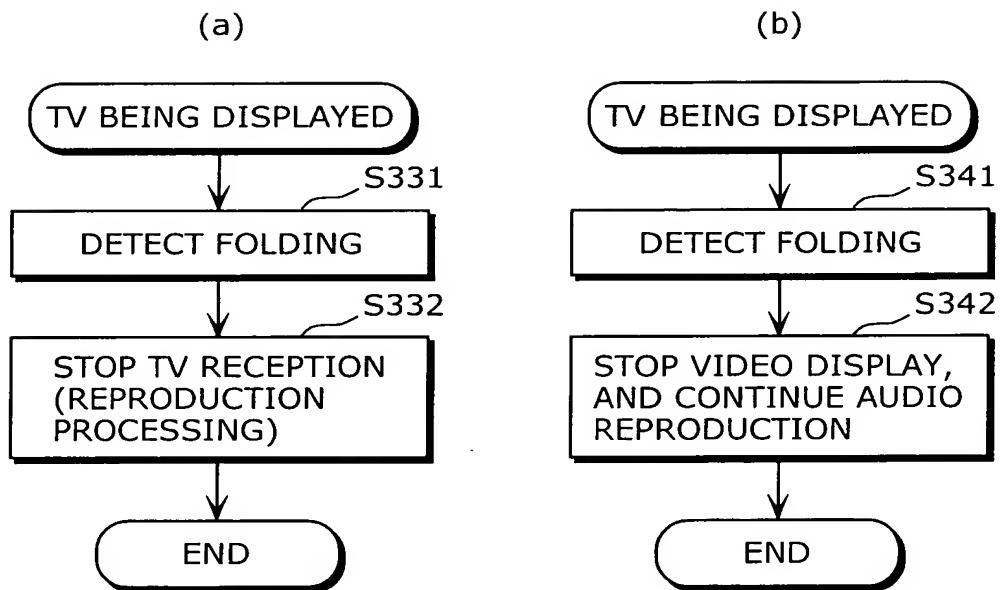 (a)
TV BEING DISPLAYED
S331
DETECT FOLDING
S332
STOP TV RECEPTION
(REPRODUCTION
PROCESSING)
END
(b)
TV BEING DISPLAYED
S341
DETECT FOLDING
S342
STOP VIDEO DISPLAY,
AND CONTINUE AUDIO
REPRODUCTION
END